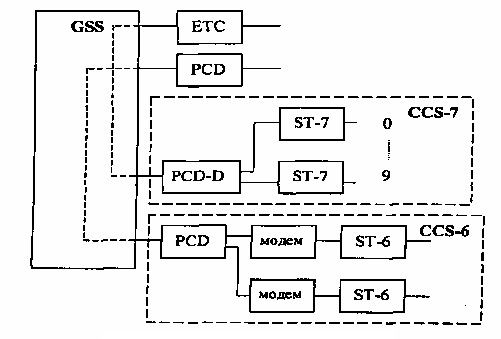 GSS
ETC
PCD
CCS-7
ST-7
0
PCD-D
ST-7
9
CCS-6
PCD
модем
ST-6
модем
ST-6